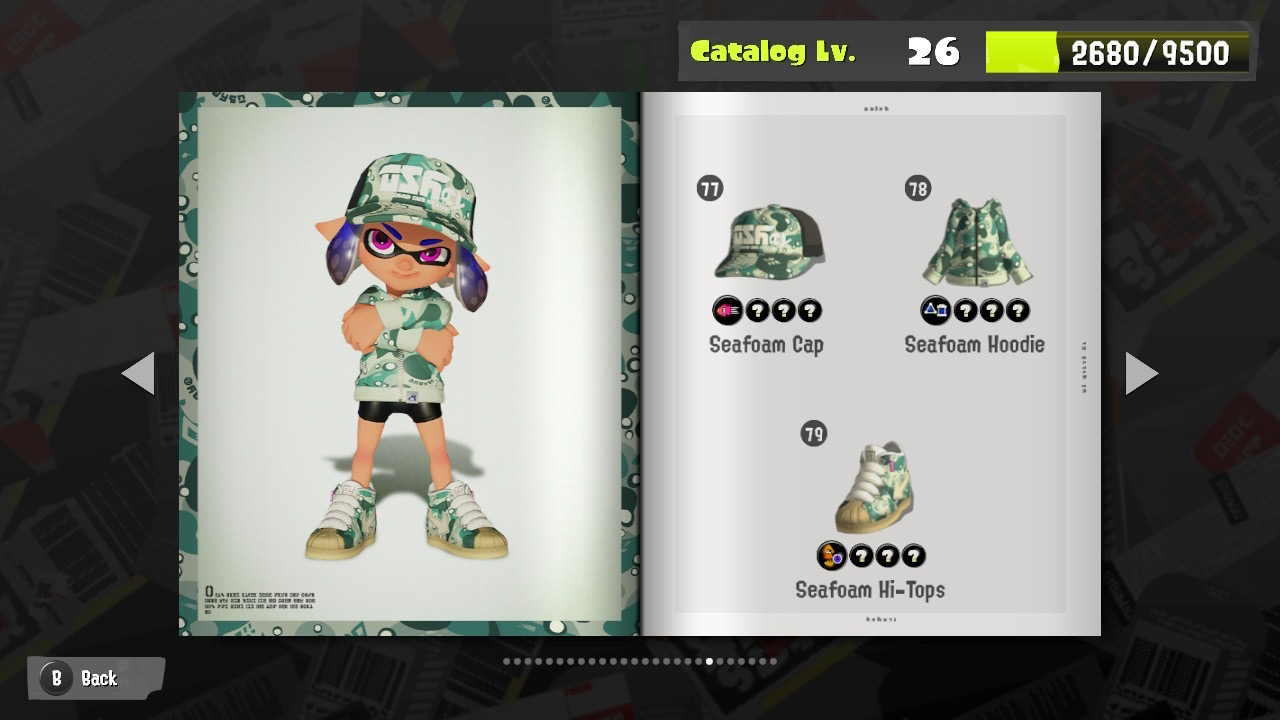 Catalog Lv. 26 2680/9500
77
78
? ? ?
? ? ?
Seafoam Cap
Seafoam Hoodie
79
? ? ?
Seafoam Hi-Tops
B Back